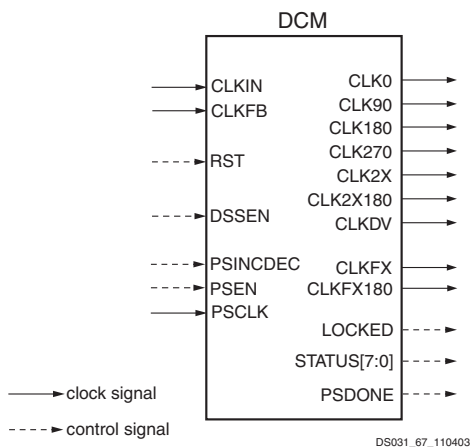 DCM
CLKIN
CLKFB
RST
DSSEN
PSINCDEC
PSEN
PSCLK
CLK0
CLK90
CLK180
CLK270
CLK2X
CLK2X180
CLKDV
CLKFX
CLKFX180
LOCKED
STATUS[7:0]
PSDONE
clock signal
control signal
DS031_67_110403